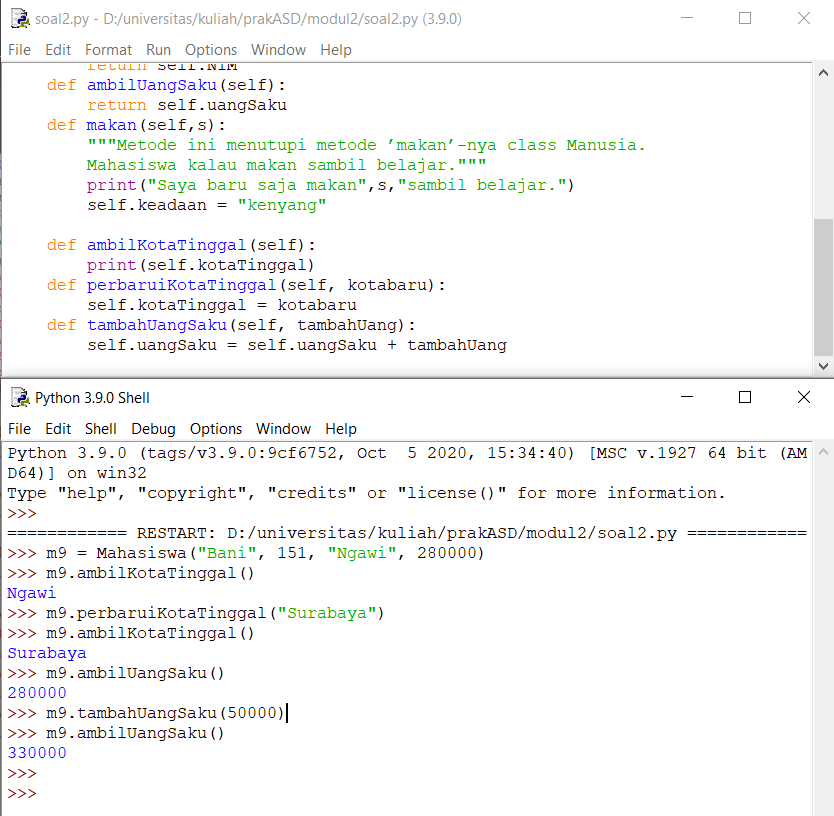 soal2.py - D:/universitas/kuliah/prakASD/modul2/soal2.py (3.9.0)
File Edit Format Run Options Window Help
        return self.NIM
    def ambilUangSaku(self):
        return self.uangSaku
    def makan(self,s):
        """Metode ini menutupi metode ’makan’-nya class Manusia.
        Mahasiswa kalau makan sambil belajar."""
        print("Saya baru saja makan",s,"sambil belajar.")
        self.keadaan = "kenyang"
    def ambilKotaTinggal(self):
        print(self.kotaTinggal)
    def perbaruiKotaTinggal(self, kotabaru):
        self.kotaTinggal = kotabaru
    def tambahUangSaku(self, tambahUang):
        self.uangSaku = self.uangSaku + tambahUang
Python 3.9.0 Shell
File Edit Shell Debug Options Window Help
Python 3.9.0 (tags/v3.9.0:9cf6752, Oct  5 2020, 15:34:40) [MSC v.1927 64 bit (AM
D64)] on win32
Type "help", "copyright", "credits" or "license()" for more information.
>>>
============ RESTART: D:/universitas/kuliah/prakASD/modul2/soal2.py ============
>>> m9 = Mahasiswa("Bani", 151, "Ngawi", 280000)
>>> m9.ambilKotaTinggal()
Ngawi
>>> m9.perbaruiKotaTinggal("Surabaya")
>>> m9.ambilKotaTinggal()
Surabaya
>>> m9.ambilUangSaku()
280000
>>> m9.tambahUangSaku(50000)
>>> m9.ambilUangSaku()
330000
>>>
>>>